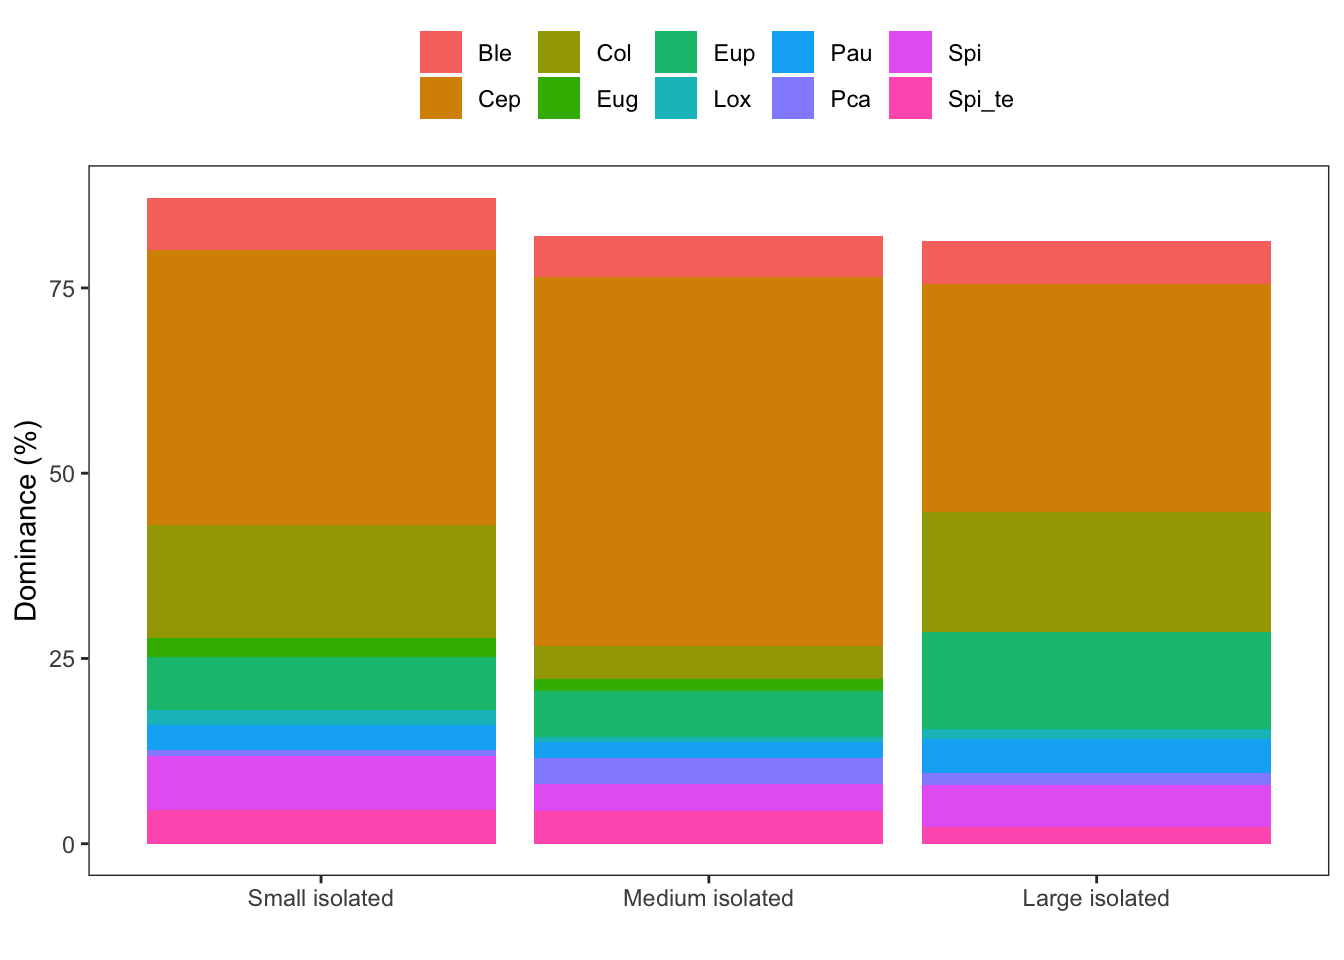 Ble Col Eup Pau Spi
Cep Eug Lox Pca Spi_te
Dominance (%)
75
50
25
0
Small isolated Medium isolated Large isolated